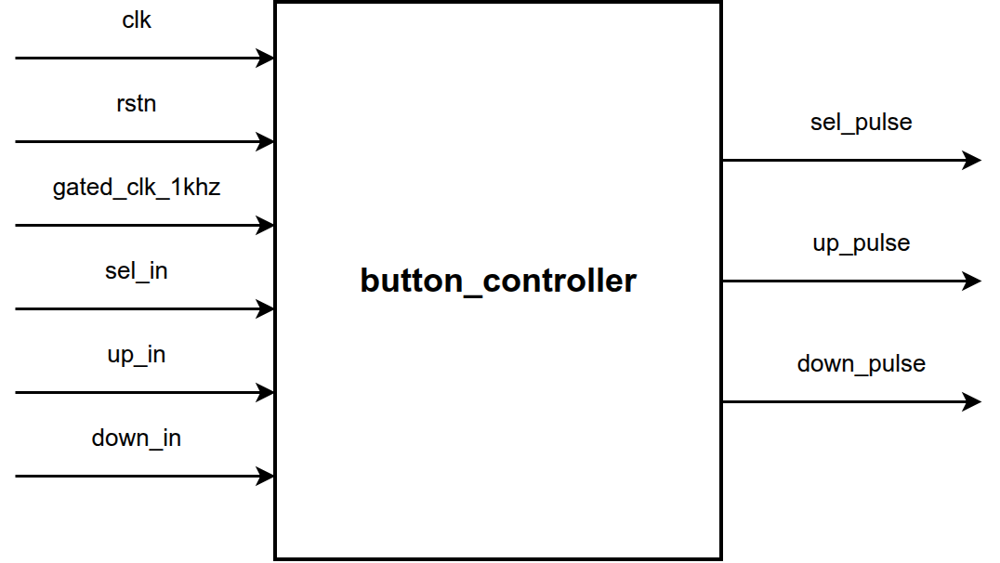 clk
rstn
gated_clk_1khz
sel_in
up_in
down_in
button_controller
sel_pulse
up_pulse
down_pulse